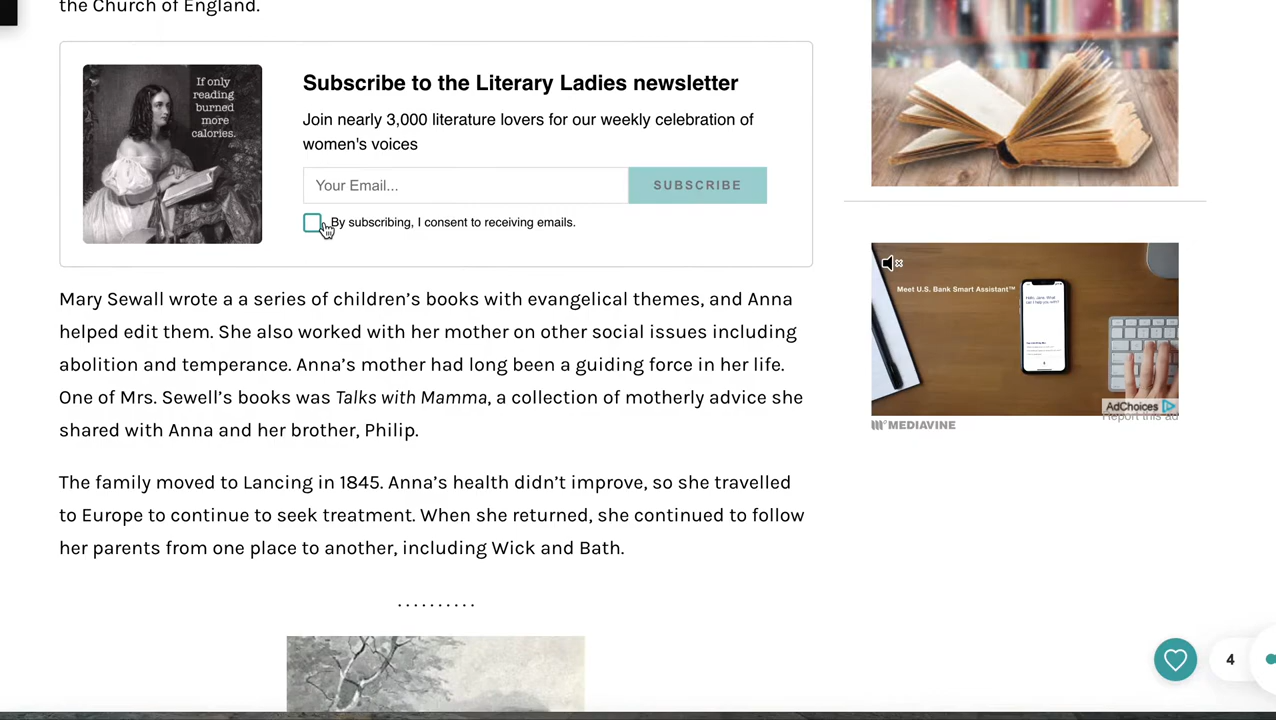 the Church of England.
If only
reading
burned
more
calories.
Subscribe to the Literary Ladies newsletter
Join nearly 3,000 literature lovers for our weekly celebration of
women's voices
Your Email...
SUBSCRIBE
By subscribing, I consent to receiving emails.
Mary Sewall wrote a a series of children’s books with evangelical themes, and Anna
helped edit them. She also worked with her mother on other social issues including
abolition and temperance. Anna’s mother had long been a guiding force in her life.
One of Mrs. Sewell’s books was Talks with Mamma, a collection of motherly advice she
shared with Anna and her brother, Philip.
The family moved to Lancing in 1845. Anna’s health didn’t improve, so she travelled
to Europe to continue to seek treatment. When she returned, she continued to follow
her parents from one place to another, including Wick and Bath.
..........
Meet U.S. Bank Smart Assistant™
AdChoices
Report this ad
MEDIAVINE
4